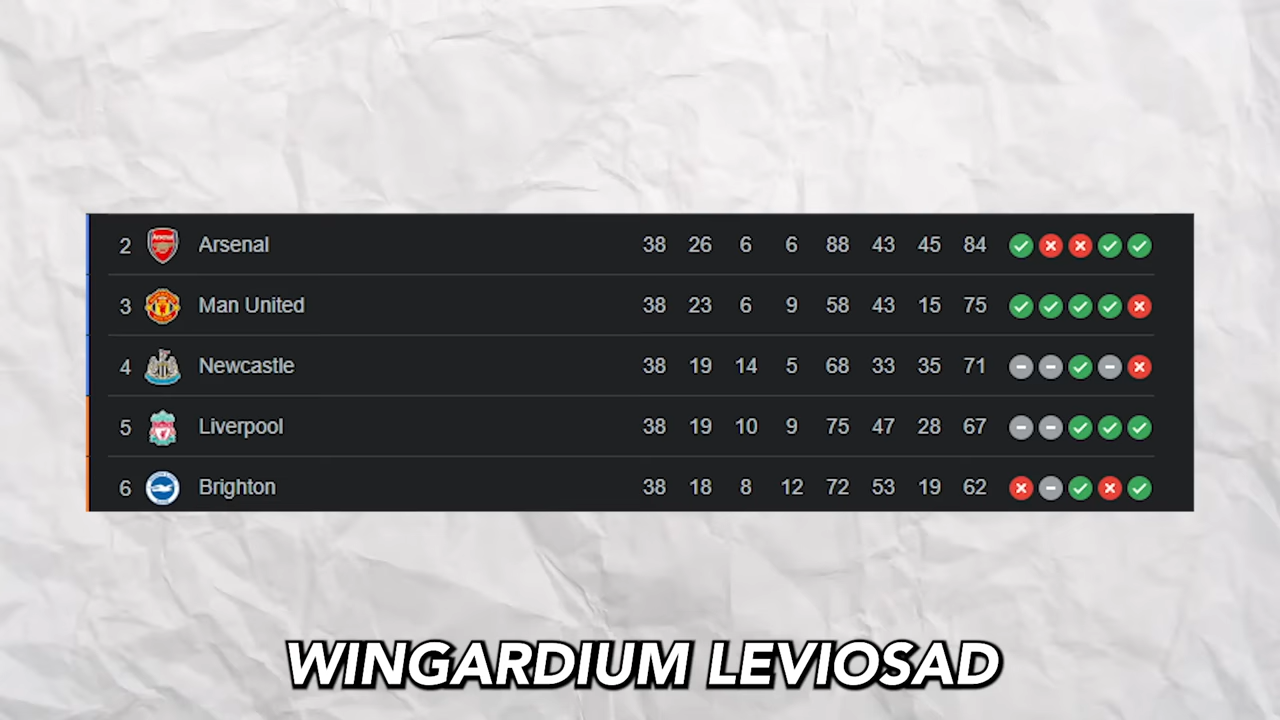 2 Arsenal 38 26 6 6 88 43 45 84
3 Man United 38 23 6 9 58 43 15 75
4 Newcastle 38 19 14 5 68 33 35 71
5 Liverpool 38 19 10 9 75 47 28 67
6 Brighton 38 18 8 12 72 53 19 62
WINGARDIUM LEVIOSAD